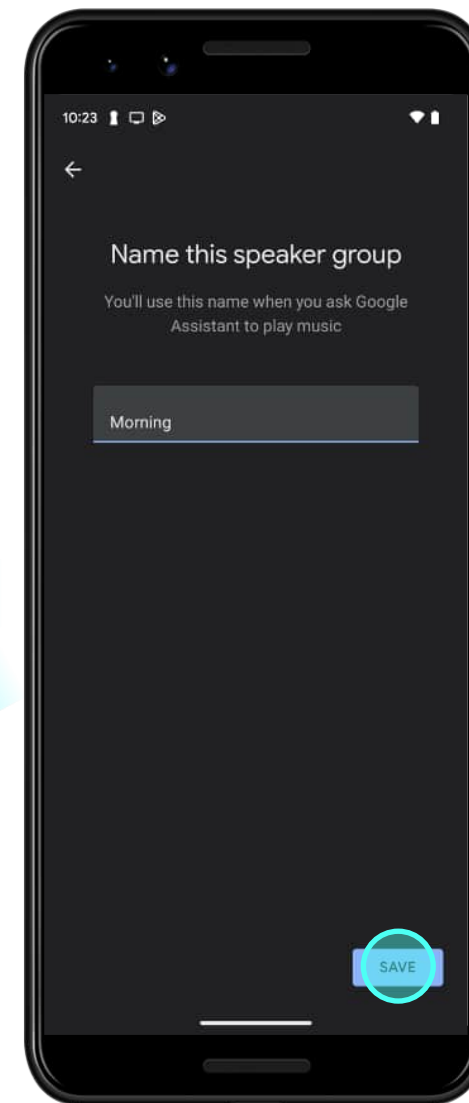 10:23
Name this speaker group
You'll use this name when you ask Google
Assistant to play music
Morning
SAVE